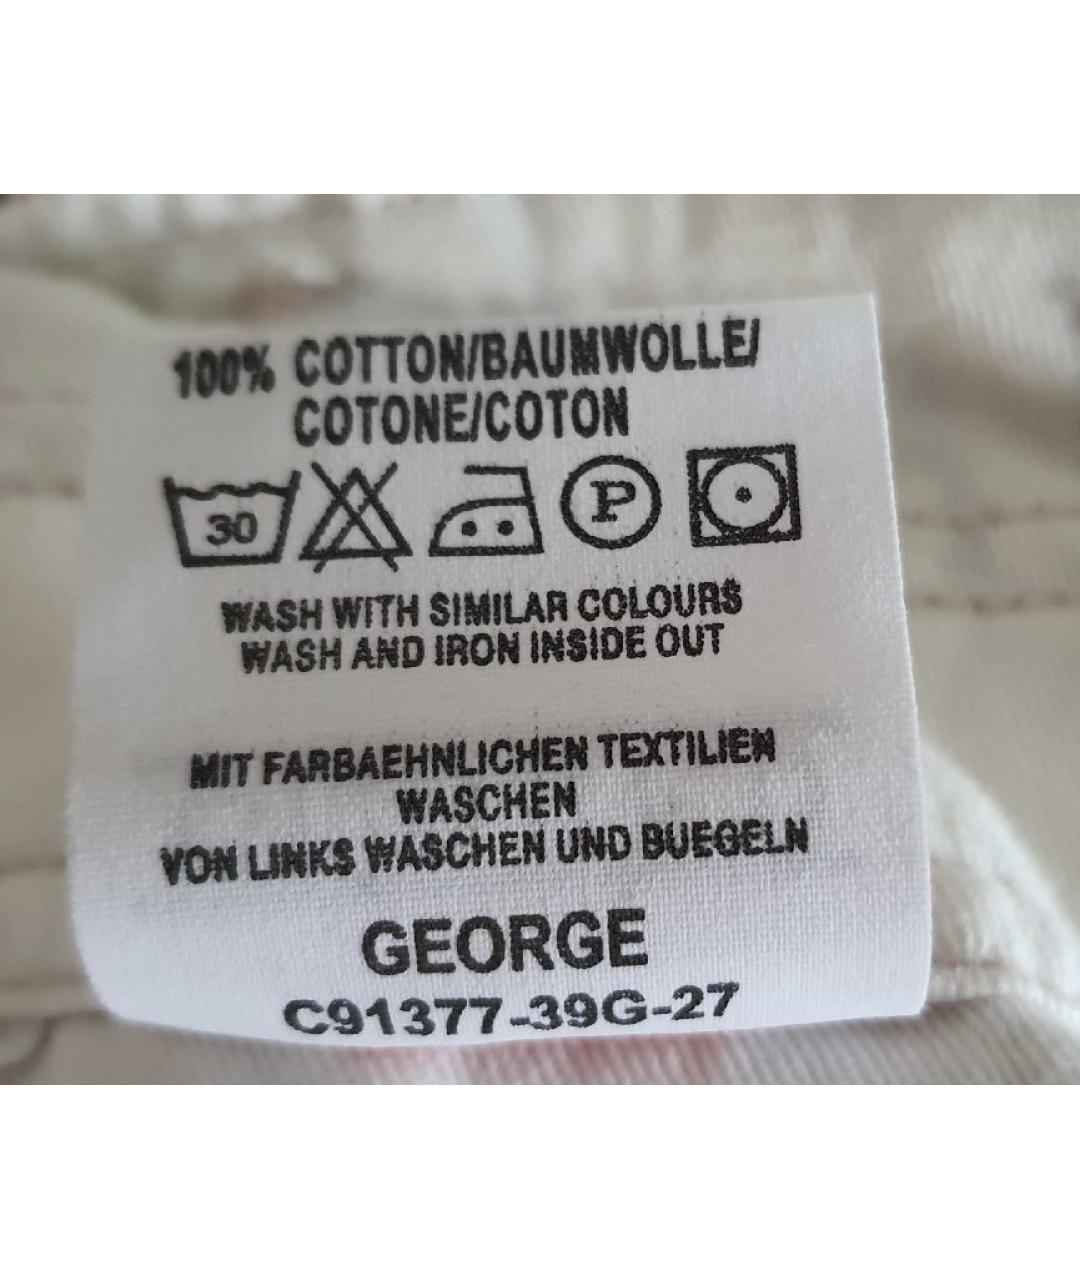 100% COTTON/BAUMWOLLE/
COTONE/COTON
30 P
WASH WITH SIMILAR COLOURS
WASH AND IRON INSIDE OUT
MIT FARBAEHNLICHEN TEXTILIEN
WASCHEN
VON LINKS WASCHEN UND BUEGELN
GEORGE
C91377-39G-27